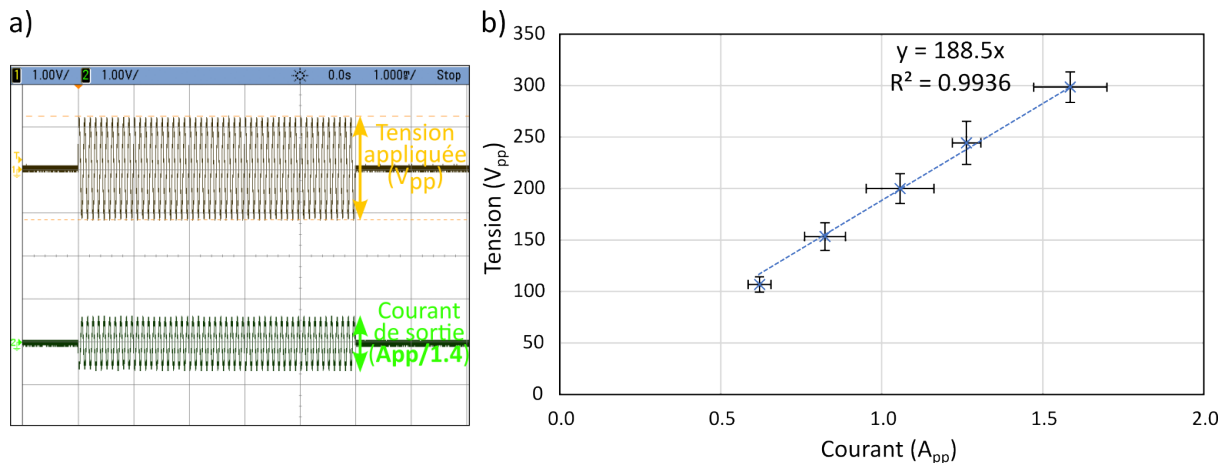 a)
1 1.00V/ 2 1.00V/ 0.0s 1.000ms/ Stop
Tension
appliquée
(Vpp)
Courant
de sortie
(App/1.4)
b)
y = 188.5x
R² = 0.9936
Tension (Vpp)
350
300
250
200
150
100
50
0
0.0 0.5 1.0 1.5 2.0
Courant (App)